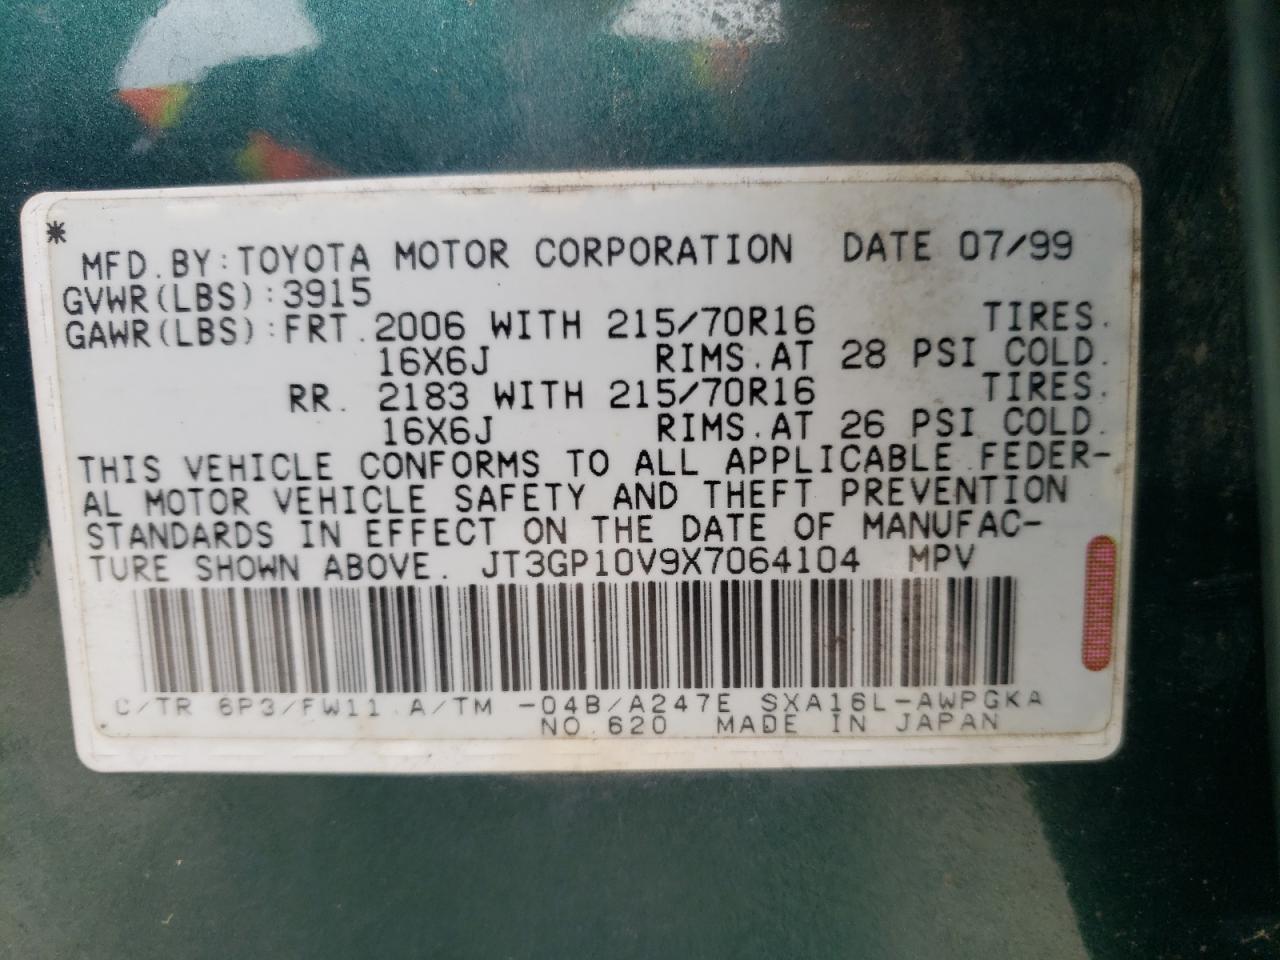 *
MFD.BY:TOYOTA MOTOR CORPORATION DATE 07/99
GVWR(LBS):3915
GAWR(LBS):FRT.2006 WITH 215/70R16 TIRES.
16X6J RIMS.AT 28 PSI COLD.
RR. 2183 WITH 215/70R16 TIRES.
16X6J RIMS.AT 26 PSI COLD.
THIS VEHICLE CONFORMS TO ALL APPLICABLE FEDER-
AL MOTOR VEHICLE SAFETY AND THEFT PREVENTION
STANDARDS IN EFFECT ON THE DATE OF MANUFAC-
TURE SHOWN ABOVE. JT3GP10V9X7064104 MPV
C/TR 6P3/FW11 A/TM -04B/A247E SXA16L-AWPGKA
NO.620 MADE IN JAPAN